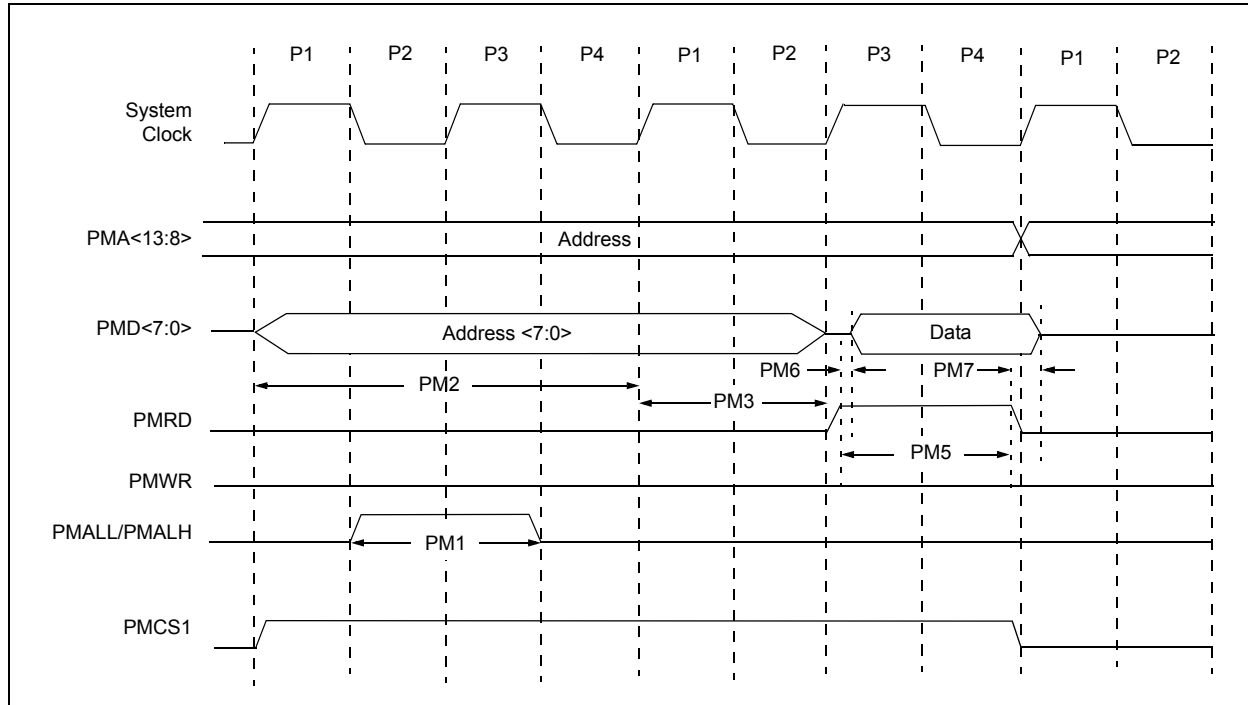 P1 P2 P3 P4 P1 P2 P3 P4 P1 P2
System
Clock
PMA<13:8>
Address
PMD<7:0>
Address <7:0>
Data
PM6
PM7
PM2
PM3
PMRD
PM5
PMWR
PMALL/PMALH
PM1
PMCS1